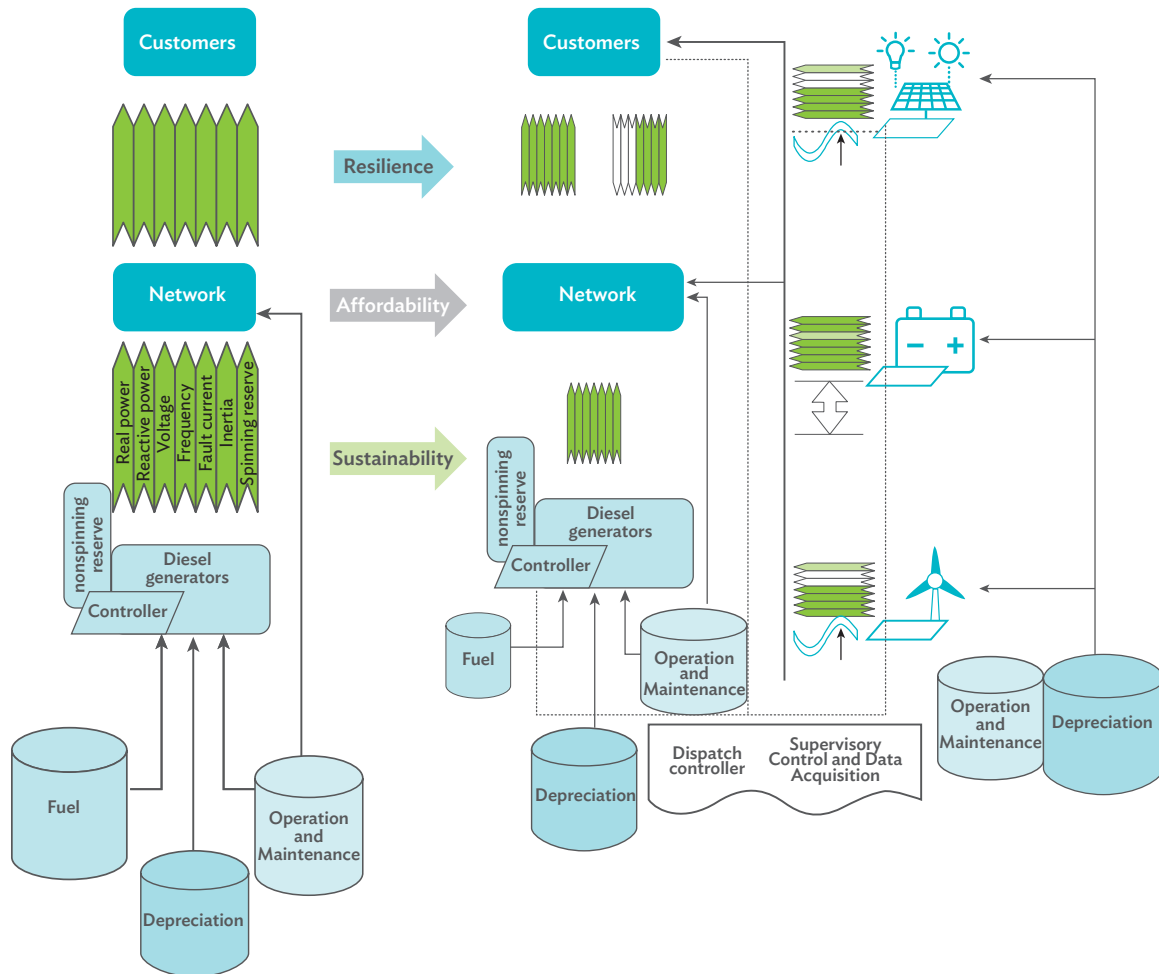 Customers
Resilience
Network
Affordability
Real power
Reactive power
Voltage
Frequency
Fault current
Inertia
Spinning reserve
Sustainability
nonspinning
reserve
Diesel
generators
Controller
Fuel
Depreciation
Operation
and
Maintenance
Customers
Network
nonspinning
reserve
Diesel
generators
Controller
Fuel
Operation
and
Maintenance
Depreciation
Dispatch
controller
Supervisory
Control and Data
Acquisition
− +
Operation
and
Maintenance
Depreciation